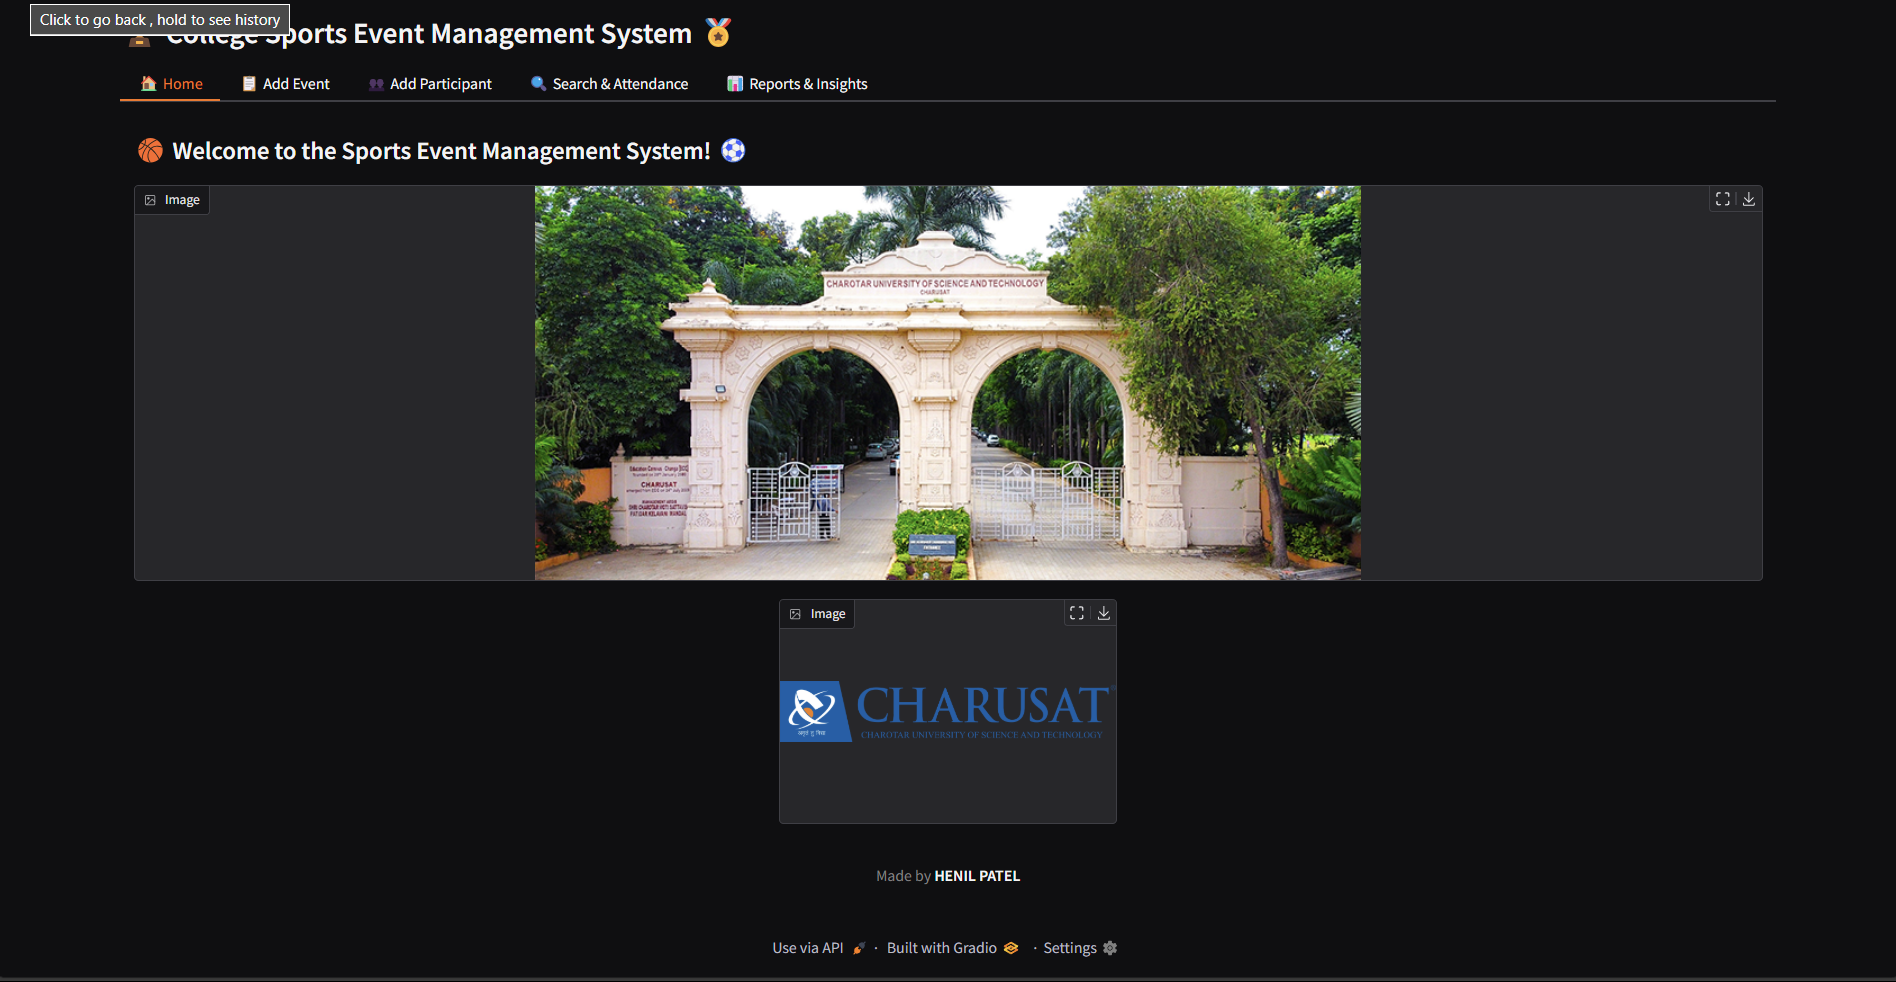 Click to go back , hold to see history
College Sports Event Management System
Home
Add Event
Add Participant
Search & Attendance
Reports & Insights
Welcome to the Sports Event Management System!
Image
CHAROTAR UNIVERSITY OF SCIENCE AND TECHNOLOGY
CHARUSAT
CHARUSAT
Image
CHARUSAT
CHAROTAR UNIVERSITY OF SCIENCE AND TECHNOLOGY
Made by HENIL PATEL
Use via API · Built with Gradio · Settings